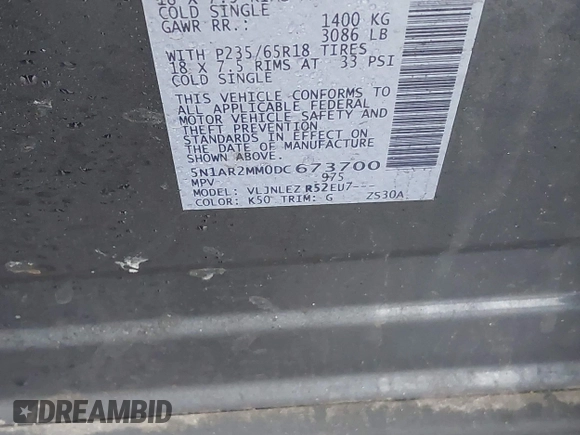 COLD SINGLE
GAWR RR.: 1400 KG
3086 LB
WITH P235/65R18 TIRES
18 X 7.5 RIMS AT 33 PSI
COLD SINGLE
THIS VEHICLE CONFORMS TO
ALL APPLICABLE FEDERAL
MOTOR VEHICLE SAFETY AND
THEFT PREVENTION
STANDARDS IN EFFECT ON
THE DATE OF MANUFACTURE
SHOWN ABOVE.
5N1AR2MM0DC673700
MPV 975
MODEL: VLJNLEZ R52EU7---
COLOR: K50 TRIM: G ZS30A
DREAMBID